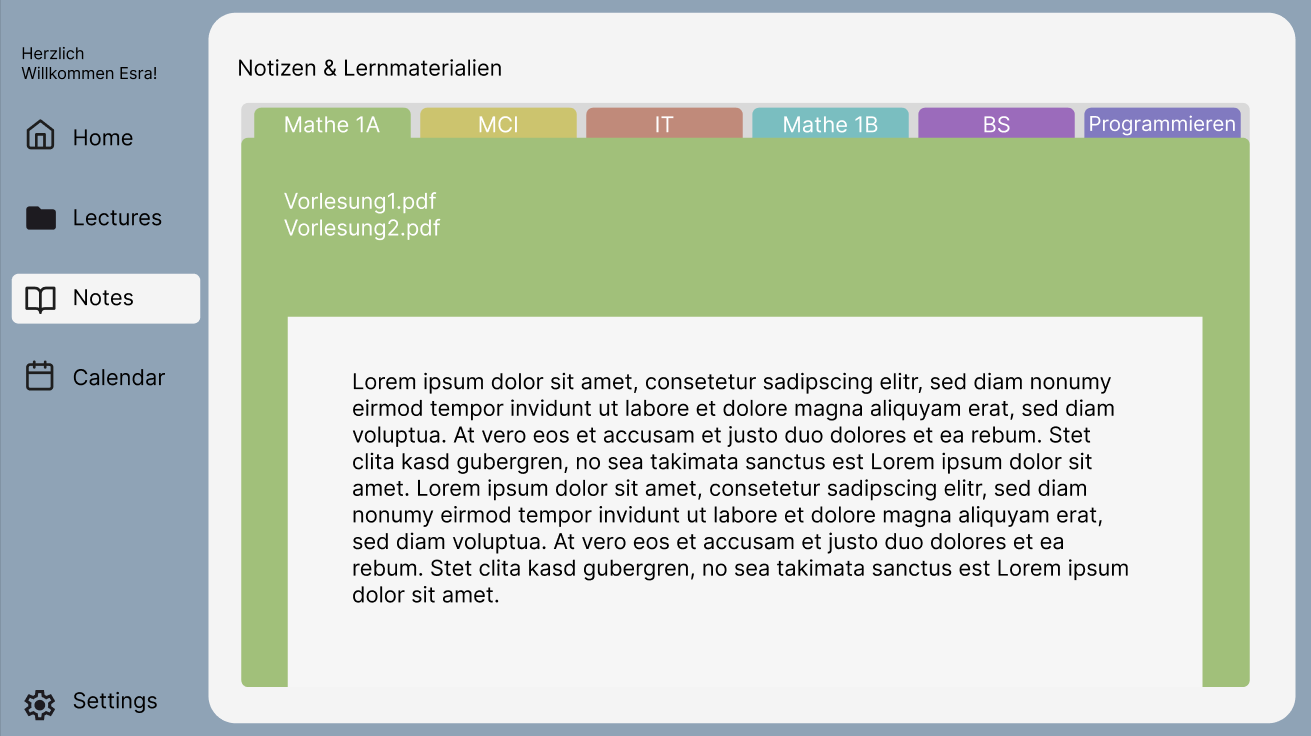 Herzlich
Willkommen Esra!
Home
Lectures
Notes
Calendar
Settings
Notizen & Lernmaterialien
Mathe 1A
MCI
IT
Mathe 1B
BS
Programmieren
Vorlesung1.pdf
Vorlesung2.pdf
Lorem ipsum dolor sit amet, consetetur sadipscing elitr, sed diam nonumy
eirmod tempor invidunt ut labore et dolore magna aliquyam erat, sed diam
voluptua. At vero eos et accusam et justo duo dolores et ea rebum. Stet
clita kasd gubergren, no sea takimata sanctus est Lorem ipsum dolor sit
amet. Lorem ipsum dolor sit amet, consetetur sadipscing elitr, sed diam
nonumy eirmod tempor invidunt ut labore et dolore magna aliquyam erat,
sed diam voluptua. At vero eos et accusam et justo duo dolores et ea
rebum. Stet clita kasd gubergren, no sea takimata sanctus est Lorem ipsum
dolor sit amet.